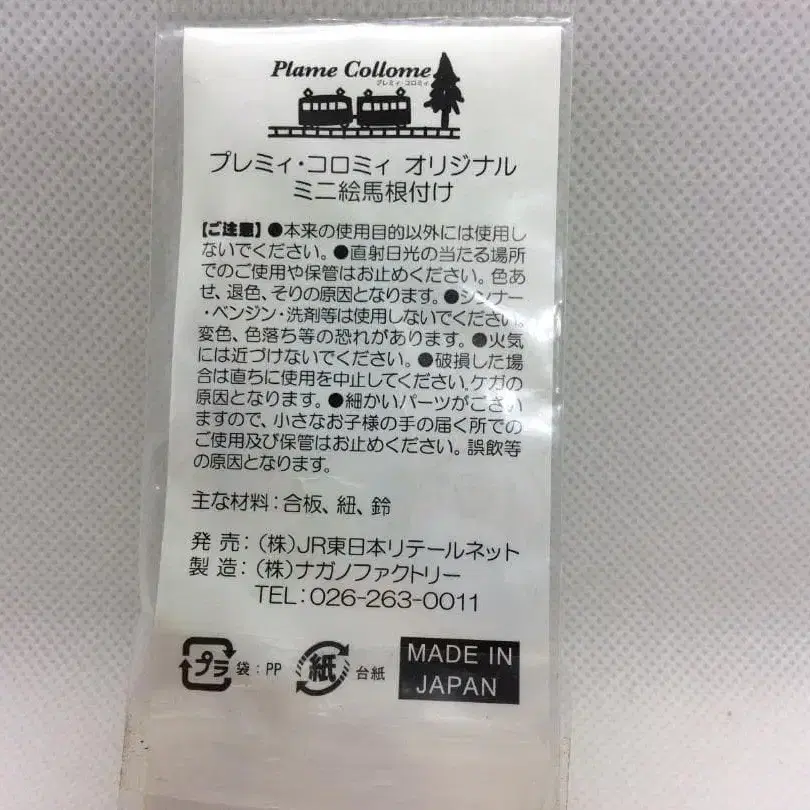 Plame Collome
プレミィ・コロミィ
プレミィ・コロミィ オリジナル
ミニ絵馬根付け
【ご注意】●本来の使用目的以外には使用し
ないでください。●直射日光の当たる場所
でのご使用や保管はお止めください。色あ
せ、退色、そりの原因となります。●シンナー
・ベンジン・洗剤等は使用しないでください。
変色、色落ち等の恐れがあります。●火気
には近づけないでください。●破損した場
合は直ちに使用を中止してください.ケガの
原因となります。●細かいパーツがござい
ますので、小さなお子様の手の届く所での
ご使用及び保管はお止めください。誤飲等
の原因となります。
主な材料：合板、紐、鈴
発 売：（株）JR東日本リテールネット
製 造：（株）ナガノファクトリー
TEL：026-263-0011
プラ 袋：PP 紙 台紙 MADE IN
JAPAN